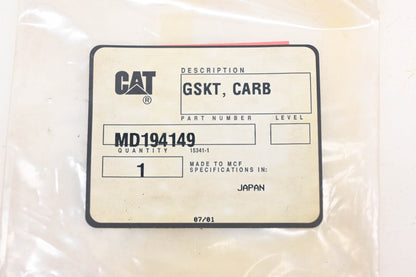 CAT
®
DESCRIPTION
GSKT, CARB
PART NUMBER
LEVEL
MD194149
QUANTITY
15341-1
1
MADE TO MCF
SPECIFICATIONS IN:
JAPAN
07/01